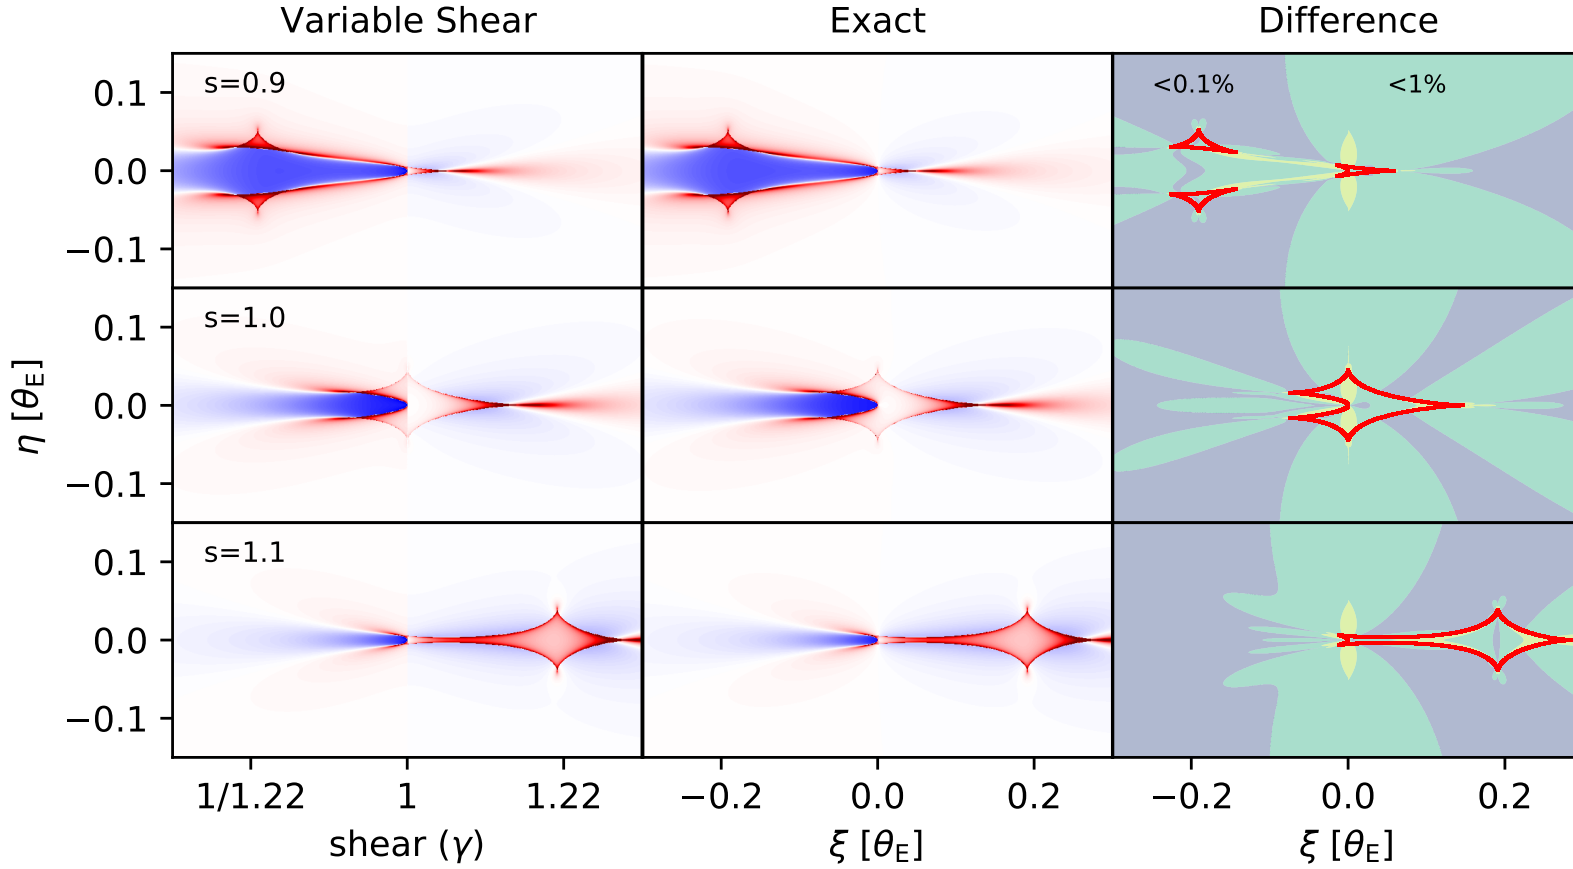 Variable Shear Exact Difference
s=0.9
<0.1% <1%
0.1
0.0
−0.1
s=1.0
0.1
0.0
−0.1
s=1.1
0.1
0.0
−0.1
η [θE]
1/1.22 1 1.22 −0.2 0.0 0.2 −0.2 0.0 0.2
shear (γ) ξ [θE] ξ [θE]